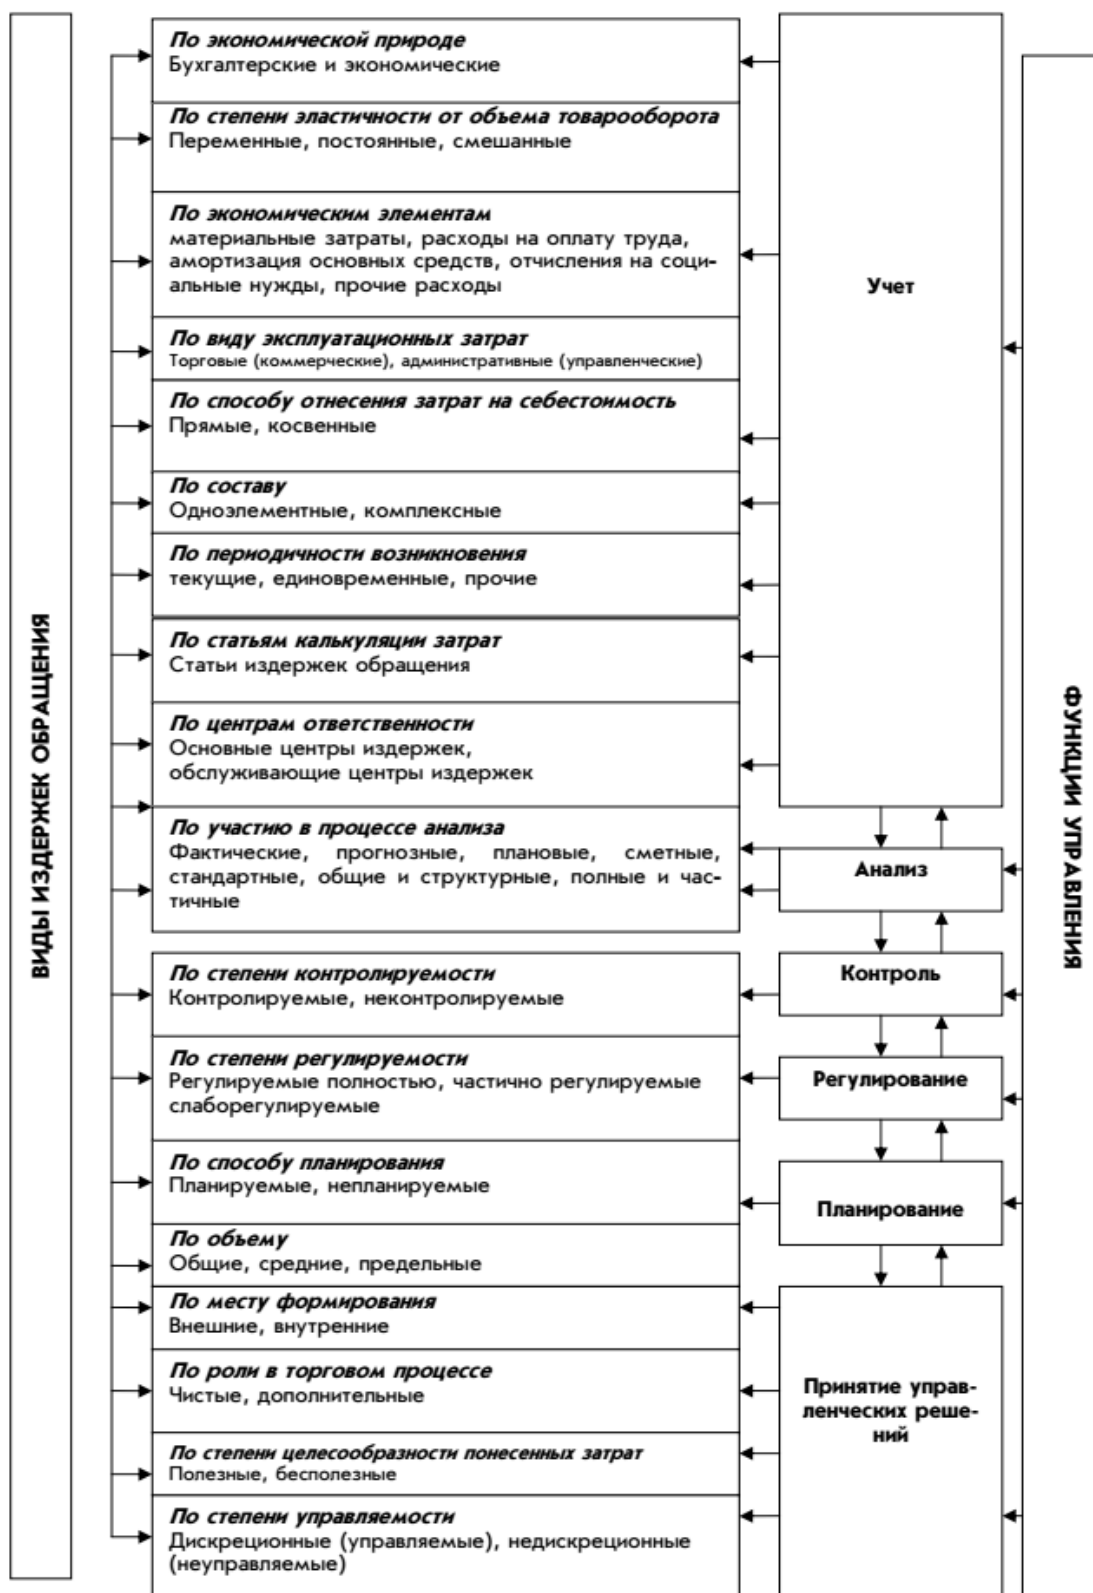 ВИДЫ ИЗДЕРЖЕК ОБРАЩЕНИЯ
По экономической природе
Бухгалтерские и экономические
По степени эластичности от объема товарооборота
Переменные, постоянные, смешанные
По экономическим элементам
материальные затраты, расходы на оплату труда,
амортизация основных средств, отчисления на соци-
альные нужды, прочие расходы
По виду эксплуатационных затрат
Торговые (коммерческие), административные (управленческие)
По способу отнесения затрат на себестоимость
Прямые, косвенные
По составу
Одноэлементные, комплексные
По периодичности возникновения
текущие, единовременные, прочие
По статьям калькуляции затрат
Статьи издержек обращения
По центрам ответственности
Основные центры издержек,
обслуживающие центры издержек
По участию в процессе анализа
Фактические, прогнозные, плановые, сметные,
стандартные, общие и структурные, полные и час-
тичные
По степени контролируемости
Контролируемые, неконтролируемые
По степени регулируемости
Регулируемые полностью, частично регулируемые
слаборегулируемые
По способу планирования
Планируемые, непланируемые
По объему
Общие, средние, предельные
По месту формирования
Внешние, внутренние
По роли в торговом процессе
Чистые, дополнительные
По степени целесообразности понесенных затрат
Полезные, бесполезные
По степени управляемости
Дискреционные (управляемые), недискреционные
(неуправляемые)
Учет
Анализ
Контроль
Регулирование
Планирование
Принятие управ-
ленческих реше-
ний
ФУНКЦИИ УПРАВЛЕНИЯ